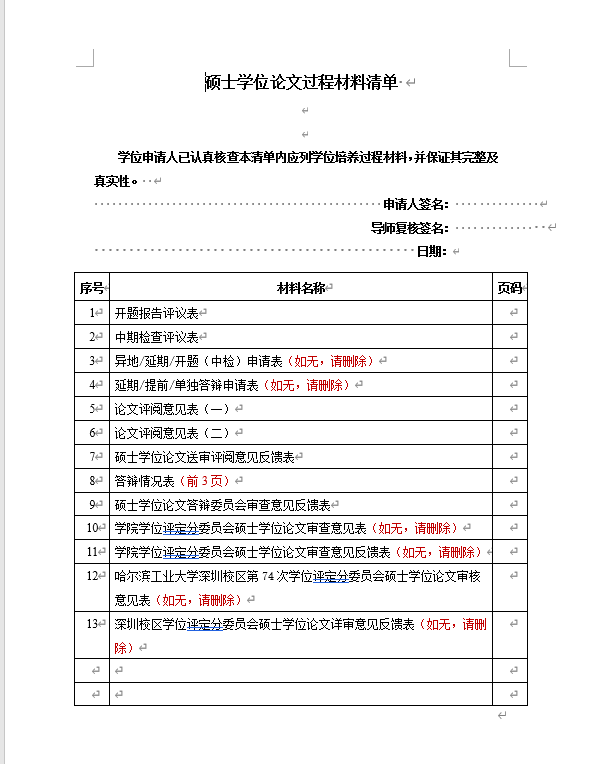 硕士学位论文过程材料清单
学位申请人已认真核查本清单内应列学位培养过程材料，并保证其完整及
真实性。
申请人签名：
导师复核签名：
日期：
序号 材料名称 页码
1 开题报告评议表
2 中期检查评议表
3 异地/延期/开题（中检）申请表（如无，请删除）
4 延期/提前/单独答辩申请表（如无，请删除）
5 论文评阅意见表（一）
6 论文评阅意见表（二）
7 硕士学位论文送审评阅意见反馈表
8 答辩情况表（前 3 页）
9 硕士学位论文答辩委员会审查意见反馈表
10 学院学位评定分委员会硕士学位论文审查意见表（如无，请删除）
11 学院学位评定分委员会硕士学位论文审查意见反馈表（如无，请删除）
12 哈尔滨工业大学深圳校区第 74 次学位评定分委员会硕士学位论文审核
意见表（如无，请删除）
13 深圳校区学位评定分委员会硕士学位论文详审意见反馈表（如无，请删
除）